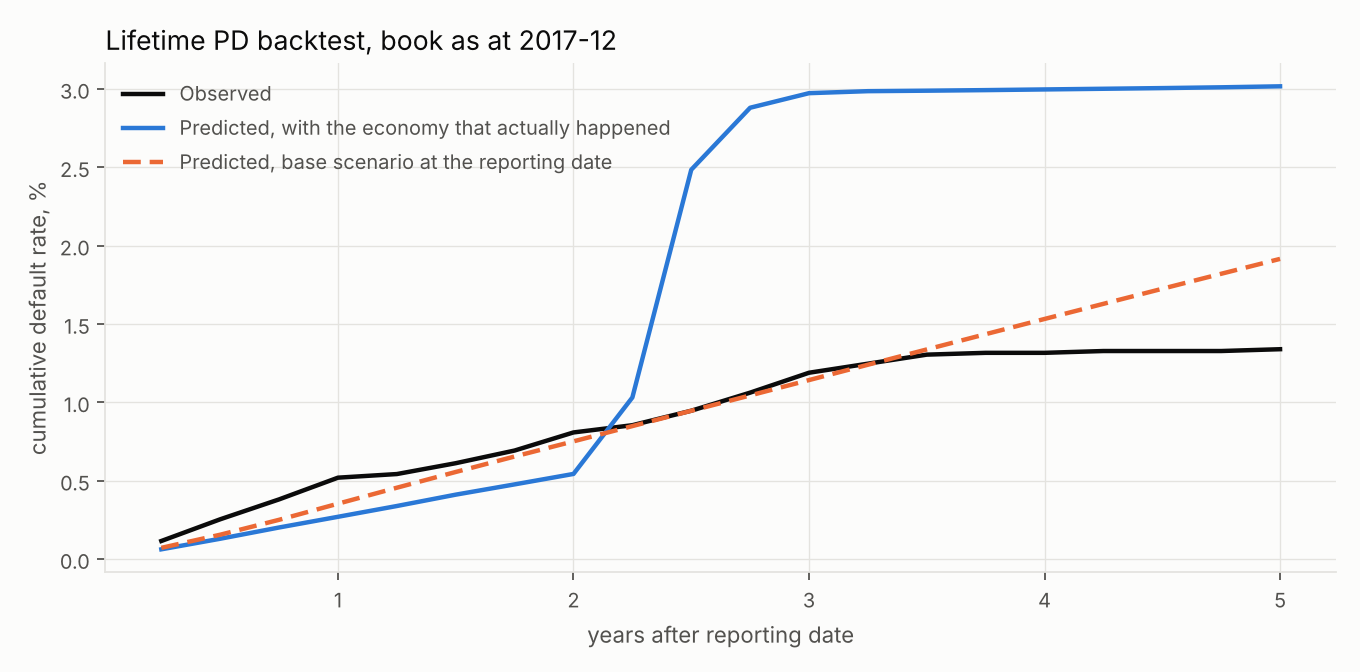 Lifetime PD backtest, book as at 2017-12
Observed
Predicted, with the economy that actually happened
Predicted, base scenario at the reporting date
cumulative default rate, %
3.0
2.5
2.0
1.5
1.0
0.5
0.0
1 2 3 4 5
years after reporting date